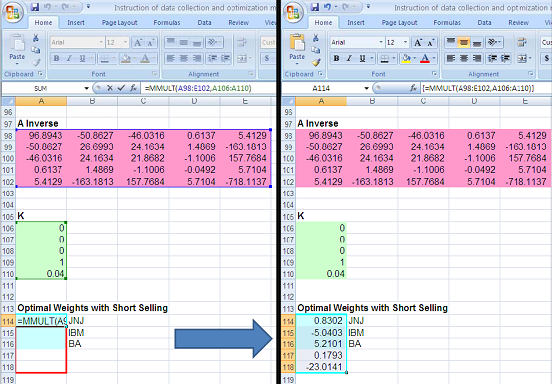 Instruction of data collection and optimization m
Home Insert Page Layout Formulas Data Review
Paste
Arial 12
Clipboard Font Alignment
SUM =MMULT(A98:E102,A106:A110)
A B C D E
96
97 A Inverse
98 96.8943 -50.8627 -46.0316 0.6137 5.4129
99 -50.8627 26.6993 24.1634 1.4869 -163.1813
100 -46.0316 24.1634 21.8682 -1.1006 157.7684
101 0.6137 1.4869 -1.1006 -0.0492 5.7104
102 5.4129 -163.1813 157.7684 5.7104 -718.1137
103
104
105 K
106 0
107 0
108 0
109 1
110 0.04
111
112
113 Optimal Weights with Short Selling
114 =MMULT(A9 JNJ
115 IBM
116 BA
117
118
Instruction of data collection and optimization m
Home Insert Page Layout Formulas Data Review
Paste
Arial 12
Clipboard Font Alignment
A114 {=MMULT(A98:E102,A106:A110)}
A B C D E
96
97 A Inverse
98 96.8943 -50.8627 -46.0316 0.6137 5.4129
99 -50.8627 26.6993 24.1634 1.4869 -163.1813
100 -46.0316 24.1634 21.8682 -1.1006 157.7684
101 0.6137 1.4869 -1.1006 -0.0492 5.7104
102 5.4129 -163.1813 157.7684 5.7104 -718.1137
103
104
105 K
106 0
107 0
108 0
109 1
110 0.04
111
112
113 Optimal Weights with Short Selling
114 0.8302 JNJ
115 -5.0403 IBM
116 5.2101 BA
117 0.1793
118 -23.0141
119